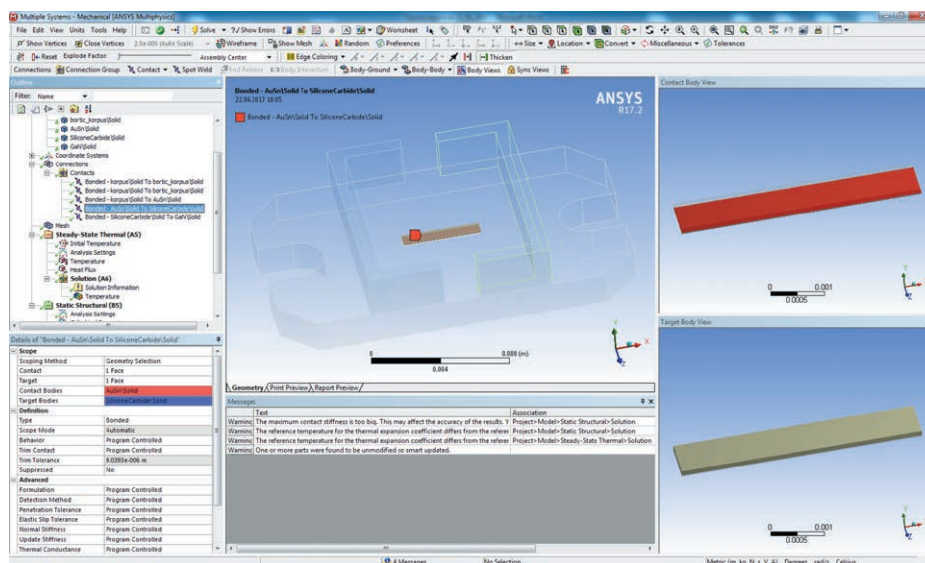 Multiple Systems - Mechanical [ANSYS Multiphysics]
File Edit View Units Tools Help Solve ?/ Show Errors Worksheet
Show Vertices Close Vertices 2.5e-005 (Auto Scale) Wireframe Show Mesh Random Preferences Size Location Convert Miscellaneous Tolerances
Reset Explode Factor: Assembly Center Edge Coloring Thicken
Connections Connection Group Contact Spot Weld Body-Ground Body-Body Body Views Sync Views
Outline
Filter: Name
bortic_korpus\Solid
AuSn\Solid
SiliconeCarbide\Solid
GaN\Solid
Coordinate Systems
Connections
Contacts
Bonded - korpus\Solid To bortic_korpus\Solid
Bonded - korpus\Solid To bortic_korpus\Solid
Bonded - korpus\Solid To AuSn\Solid
Bonded - AuSn\Solid To SiliconeCarbide\Solid
Bonded - SiliconeCarbide\Solid To GaN\Solid
Mesh
Steady-State Thermal (A5)
Initial Temperature
Analysis Settings
Temperature
Heat Flux
Solution (A6)
Solution Information
Temperature
Static Structural (B5)
Analysis Settings
Details of "Bonded - AuSn\Solid To SiliconeCarbide\Solid"
Scope
Scoping Method Geometry Selection
Contact 1 Face
Target 1 Face
Contact Bodies AuSn\Solid
Target Bodies SiliconeCarbide\Solid
Definition
Type Bonded
Scope Mode Automatic
Behavior Program Controlled
Trim Contact Program Controlled
Trim Tolerance 9.0393e-006 m
Suppressed No
Advanced
Formulation Program Controlled
Detection Method Program Controlled
Penetration Tolerance Program Controlled
Elastic Slip Tolerance Program Controlled
Normal Stiffness Program Controlled
Update Stiffness Program Controlled
Thermal Conductance Program Controlled
Bonded - AuSn\Solid To SiliconeCarbide\Solid
22.06.2017 10:05
Bonded - AuSn\Solid To SiliconeCarbide\Solid
ANSYS
R17.2
0 0.008 (m)
0.004
Y
X
Z
Geometry Print Preview Report Preview
Messages
Text Association
Warning The maximum contact stiffness is too big. This may affect the accuracy of the results. Y Project>Model>Static Structural>Solution
Warning The reference temperature for the thermal expansion coefficient differs from the referer Project>Model>Static Structural>Solution
Warning The reference temperature for the thermal expansion coefficient differs from the referer Project>Model>Steady-State Thermal>Solution
Warning One or more parts were found to be unmodified so smart updated.
Contact Body View
0 0.001
0.0005
Target Body View
0 0.001
0.0005
4 Messages No Selection Metric (m, kg, N, s, V, A) Degrees rad/s Celsius